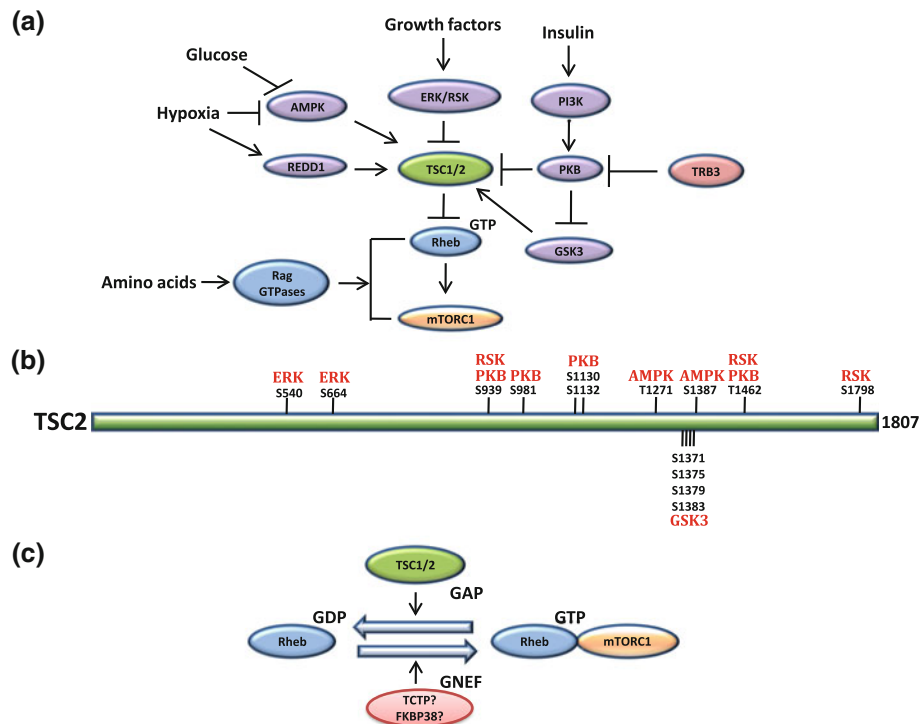 (a)
Growth factors
Insulin
Glucose
Hypoxia
AMPK
ERK/RSK
PI3K
REDD1
TSC1/2
PKB
TRB3
GTP
Rheb
GSK3
Amino acids
Rag
GTPases
mTORC1
(b)
ERK
S540
ERK
S664
RSK
PKB
S939
PKB
S981
PKB
S1130
S1132
AMPK
T1271
AMPK
S1387
RSK
PKB
T1462
RSK
S1798
TSC2
1807
S1371
S1375
S1379
S1383
GSK3
(c)
TSC1/2
GAP
GDP
Rheb
GTP
Rheb
mTORC1
GNEF
TCTP?
FKBP38?